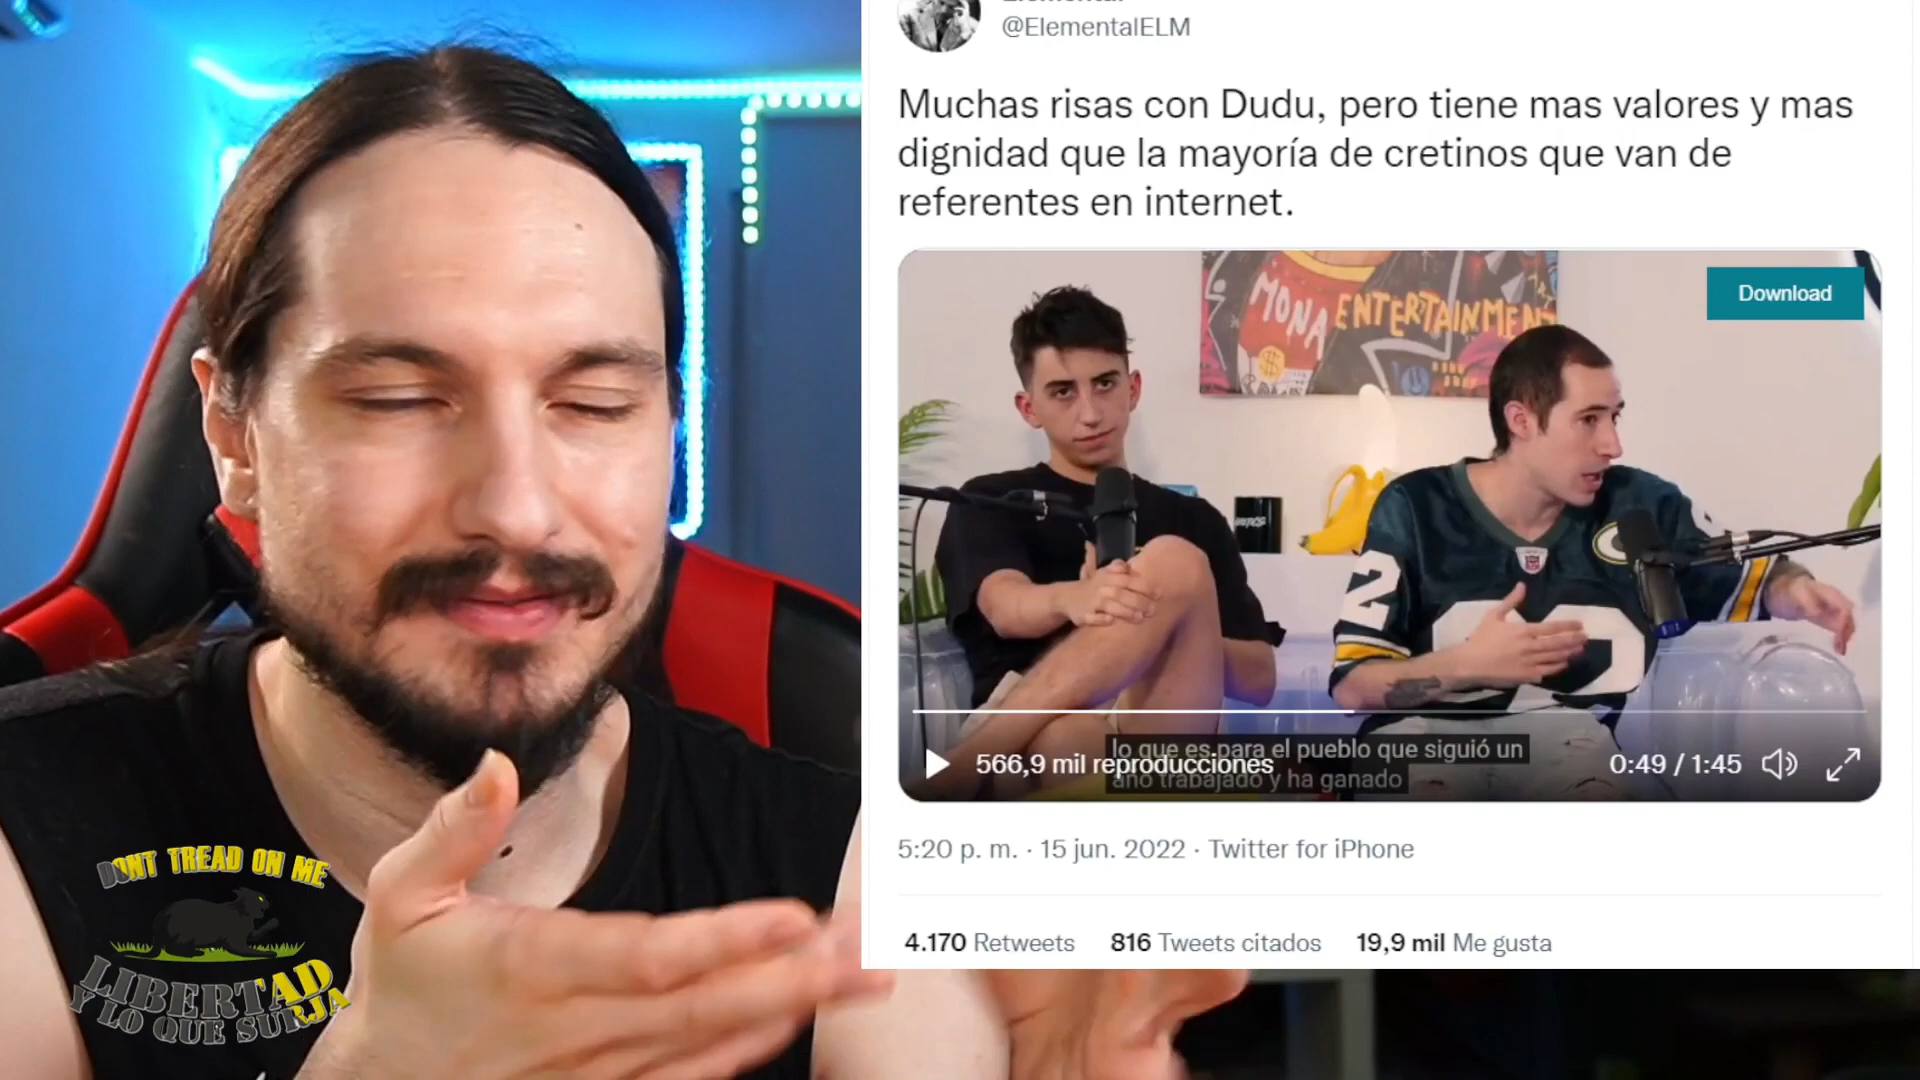 @ElementalELM
Muchas risas con Dudu, pero tiene mas valores y mas
dignidad que la mayoría de cretinos que van de
referentes en internet.
MONA ENTERTAINMENT
Download
lo que es para el pueblo que siguió un
566,9 mil reproducciones
año trabajado y ha ganado
0:49 / 1:45
5:20 p. m. · 15 jun. 2022 · Twitter for iPhone
4.170 Retweets 816 Tweets citados 19,9 mil Me gusta
DONT TREAD ON ME
LIBERTAD
Y LO QUE SURJA